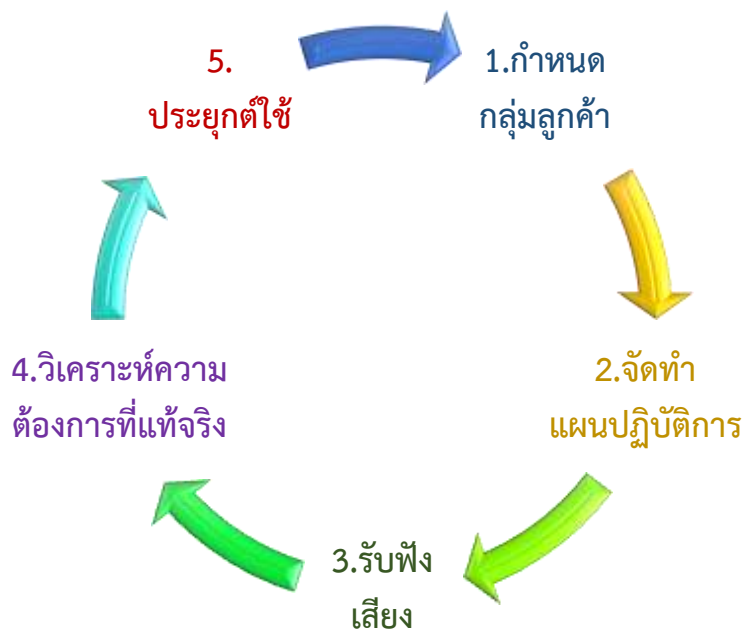 1.กำหนด
กลุ่มลูกค้า
2.จัดทำ
แผนปฏิบัติการ
3.รับฟัง
เสียง
4.วิเคราะห์ความ
ต้องการที่แท้จริง
5.
ประยุกต์ใช้